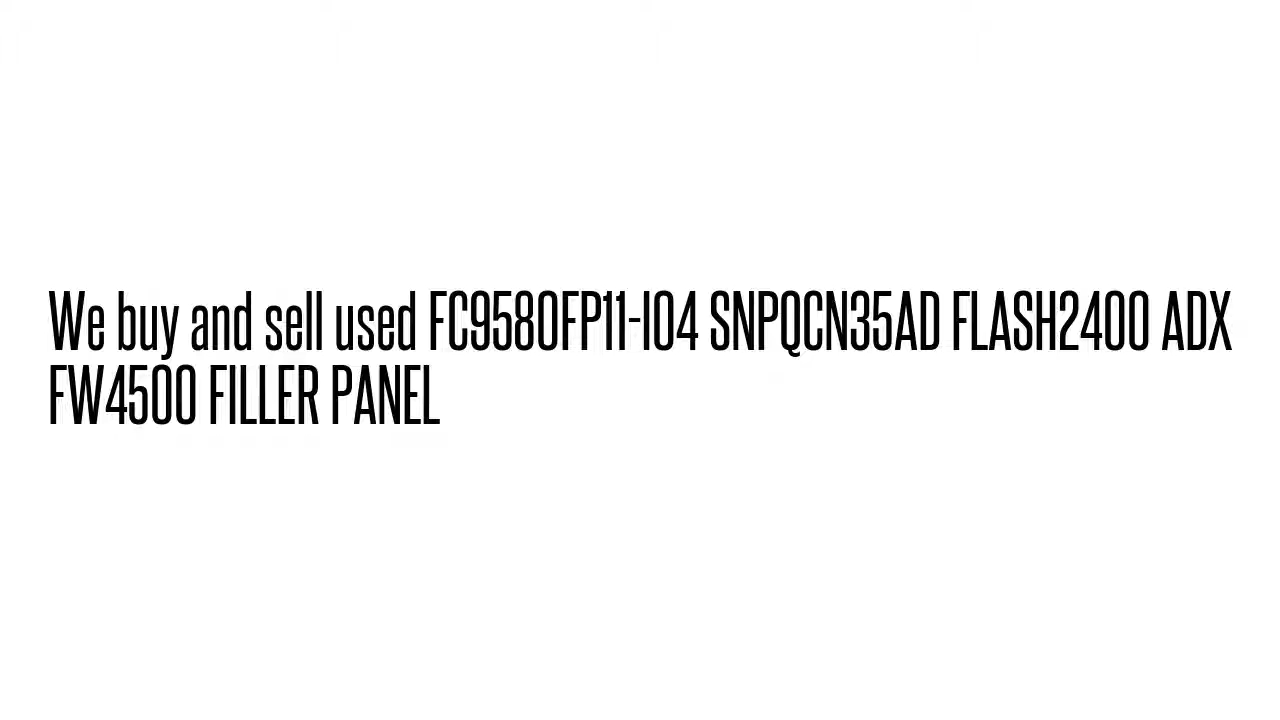 We buy and sell used FC9580FP11-I04 SNPQCN35AD FLASH2400 ADX
FW4500 FILLER PANEL